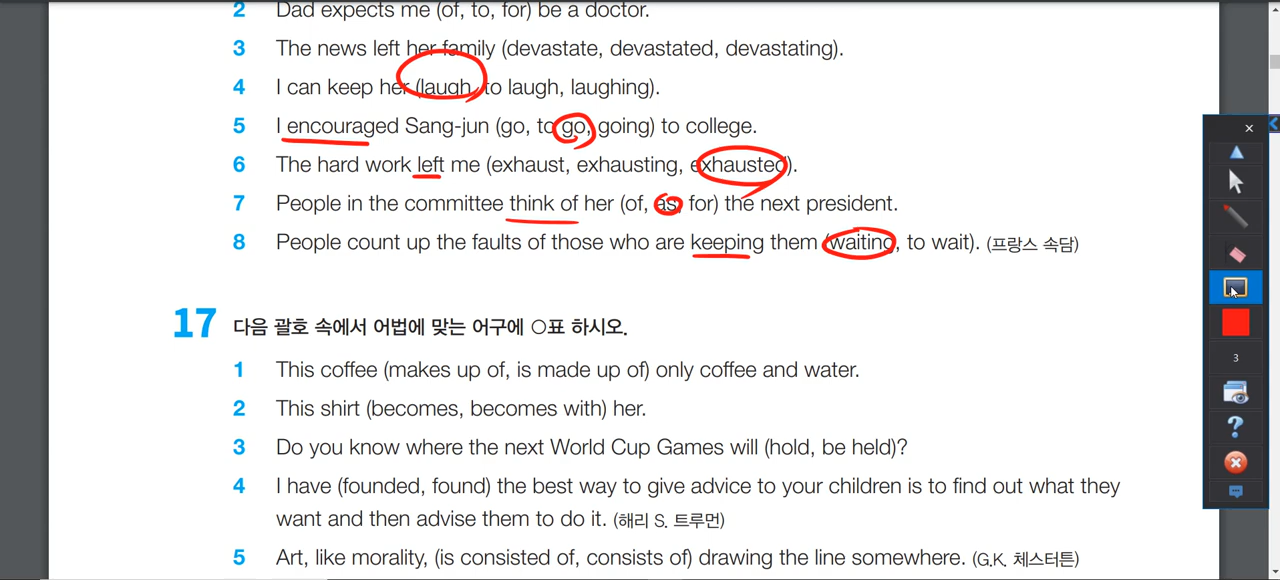 2 Dad expects me (of, to, for) be a doctor.
3 The news left her family (devastate, devastated, devastating).
4 I can keep her (laugh, to laugh, laughing).
5 I encouraged Sang-jun (go, to go, going) to college.
6 The hard work left me (exhaust, exhausting, exhausted).
7 People in the committee think of her (of, as, for) the next president.
8 People count up the faults of those who are keeping them (waiting, to wait). (프랑스 속담)
17 다음 괄호 속에서 어법에 맞는 어구에 ○표 하시오.
1 This coffee (makes up of, is made up of) only coffee and water.
2 This shirt (becomes, becomes with) her.
3 Do you know where the next World Cup Games will (hold, be held)?
4 I have (founded, found) the best way to give advice to your children is to find out what they
want and then advise them to do it. (해리 S. 트루먼)
5 Art, like morality, (is consisted of, consists of) drawing the line somewhere. (G.K. 체스터튼)
3